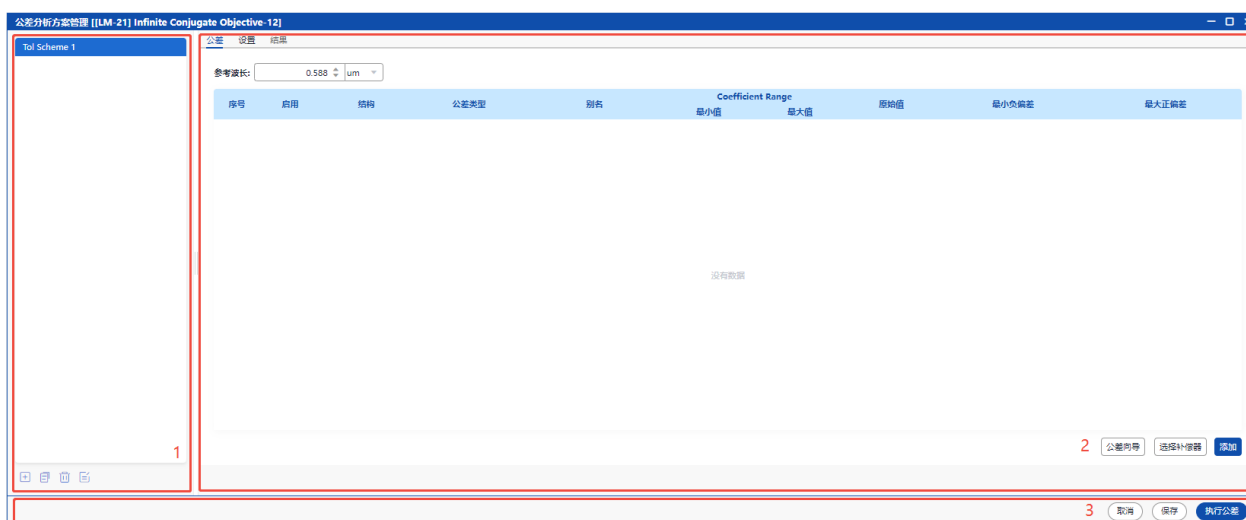 公差分析方案管理 [[LM-21] Infinite Conjugate Objective-12]
Tol Scheme 1
公差 设置 结果
参考波长: 0.588 um
序号 启用 结构 公差类型 别名 Coefficient Range 原始值 最小负偏差 最大正偏差
最小值 最大值
没有数据
1
2 公差向导 选择补偿器 添加
3 取消 保存 执行公差